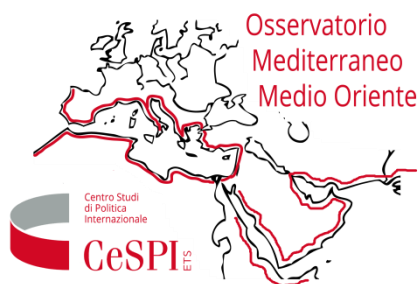 Osservatorio
Mediterraneo
Medio Oriente
Centro Studi
di Politica
Internazionale
CeSPI ETS